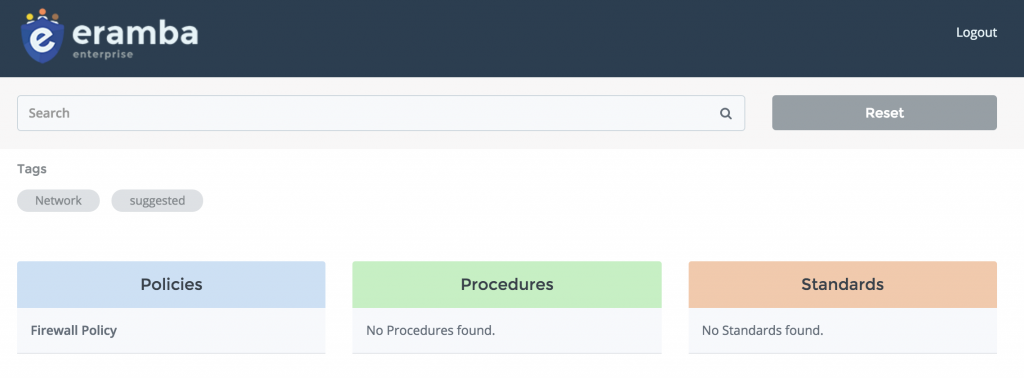 eramba
enterprise
Logout
Search
Reset
Tags
Network suggested
Policies Procedures Standards
Firewall Policy No Procedures found. No Standards found.